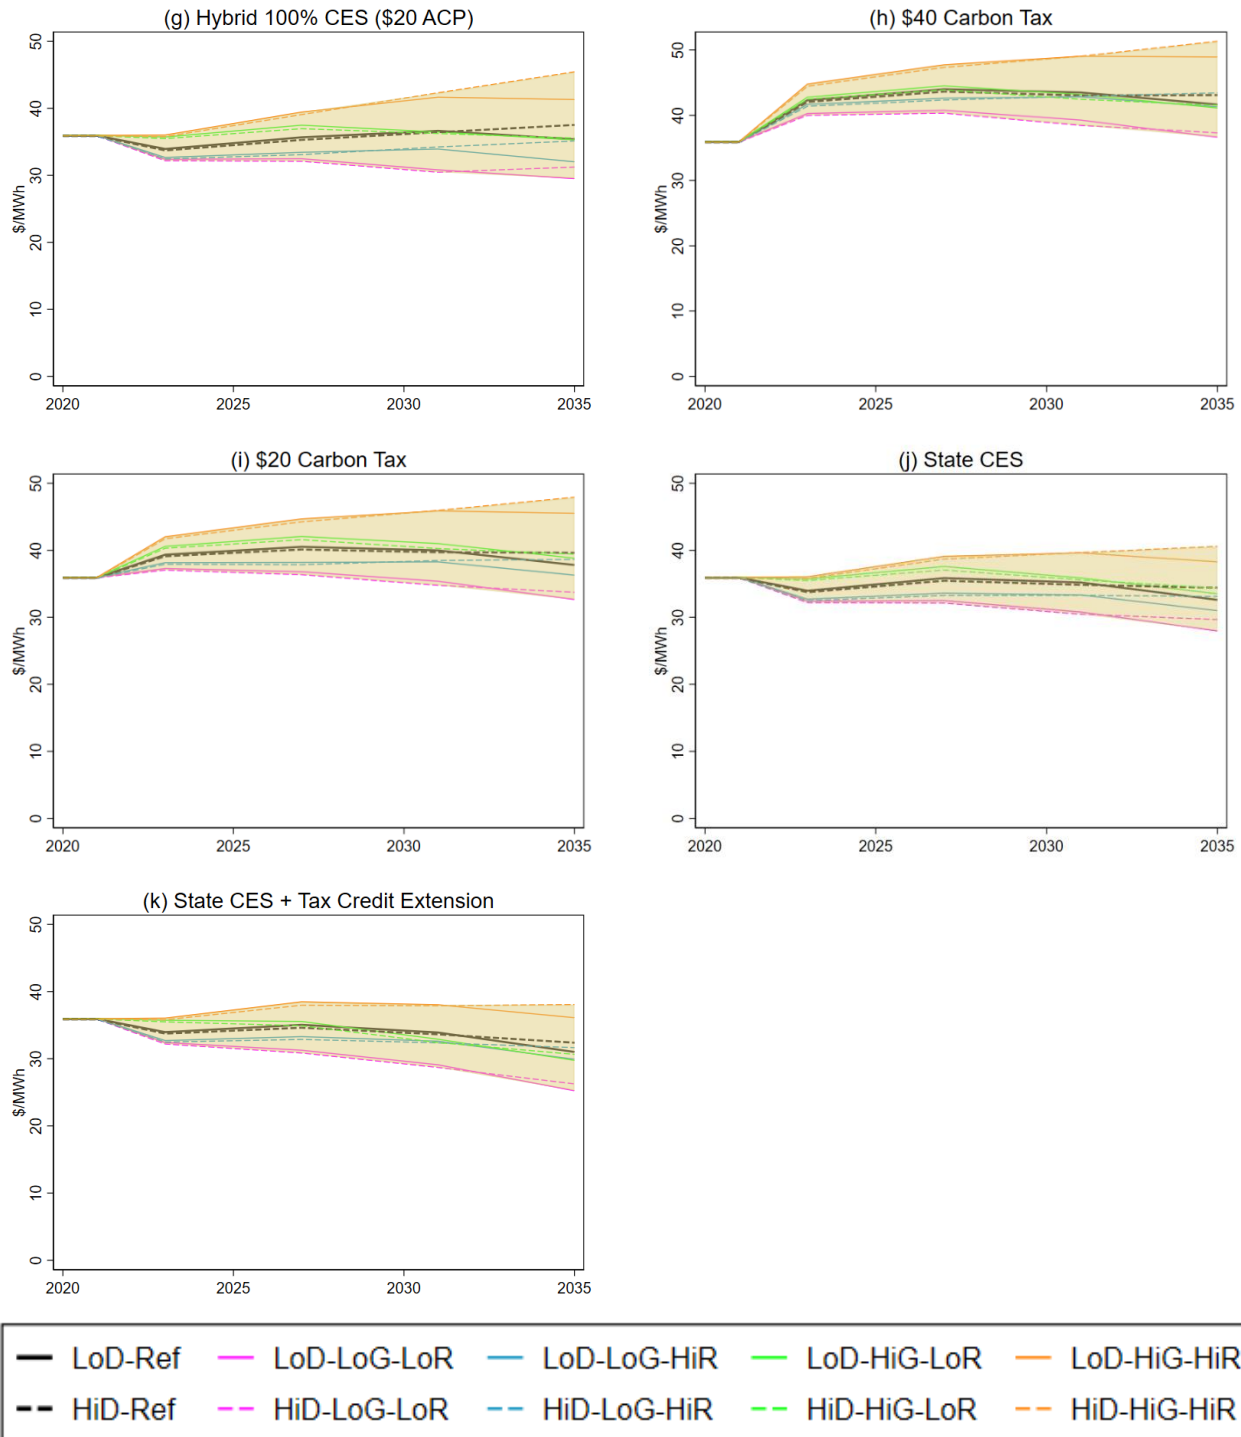 (g) Hybrid 100% CES ($20 ACP)
$/MWh
50
40
30
20
10
0
2020 2025 2030 2035
(h) $40 Carbon Tax
$/MWh
50
40
30
20
10
0
2020 2025 2030 2035
(i) $20 Carbon Tax
$/MWh
50
40
30
20
10
0
2020 2025 2030 2035
(j) State CES
$/MWh
50
40
30
20
10
0
2020 2025 2030 2035
(k) State CES + Tax Credit Extension
$/MWh
50
40
30
20
10
0
2020 2025 2030 2035
LoD-Ref LoD-LoG-LoR LoD-LoG-HiR LoD-HiG-LoR LoD-HiG-HiR
HiD-Ref HiD-LoG-LoR HiD-LoG-HiR HiD-HiG-LoR HiD-HiG-HiR